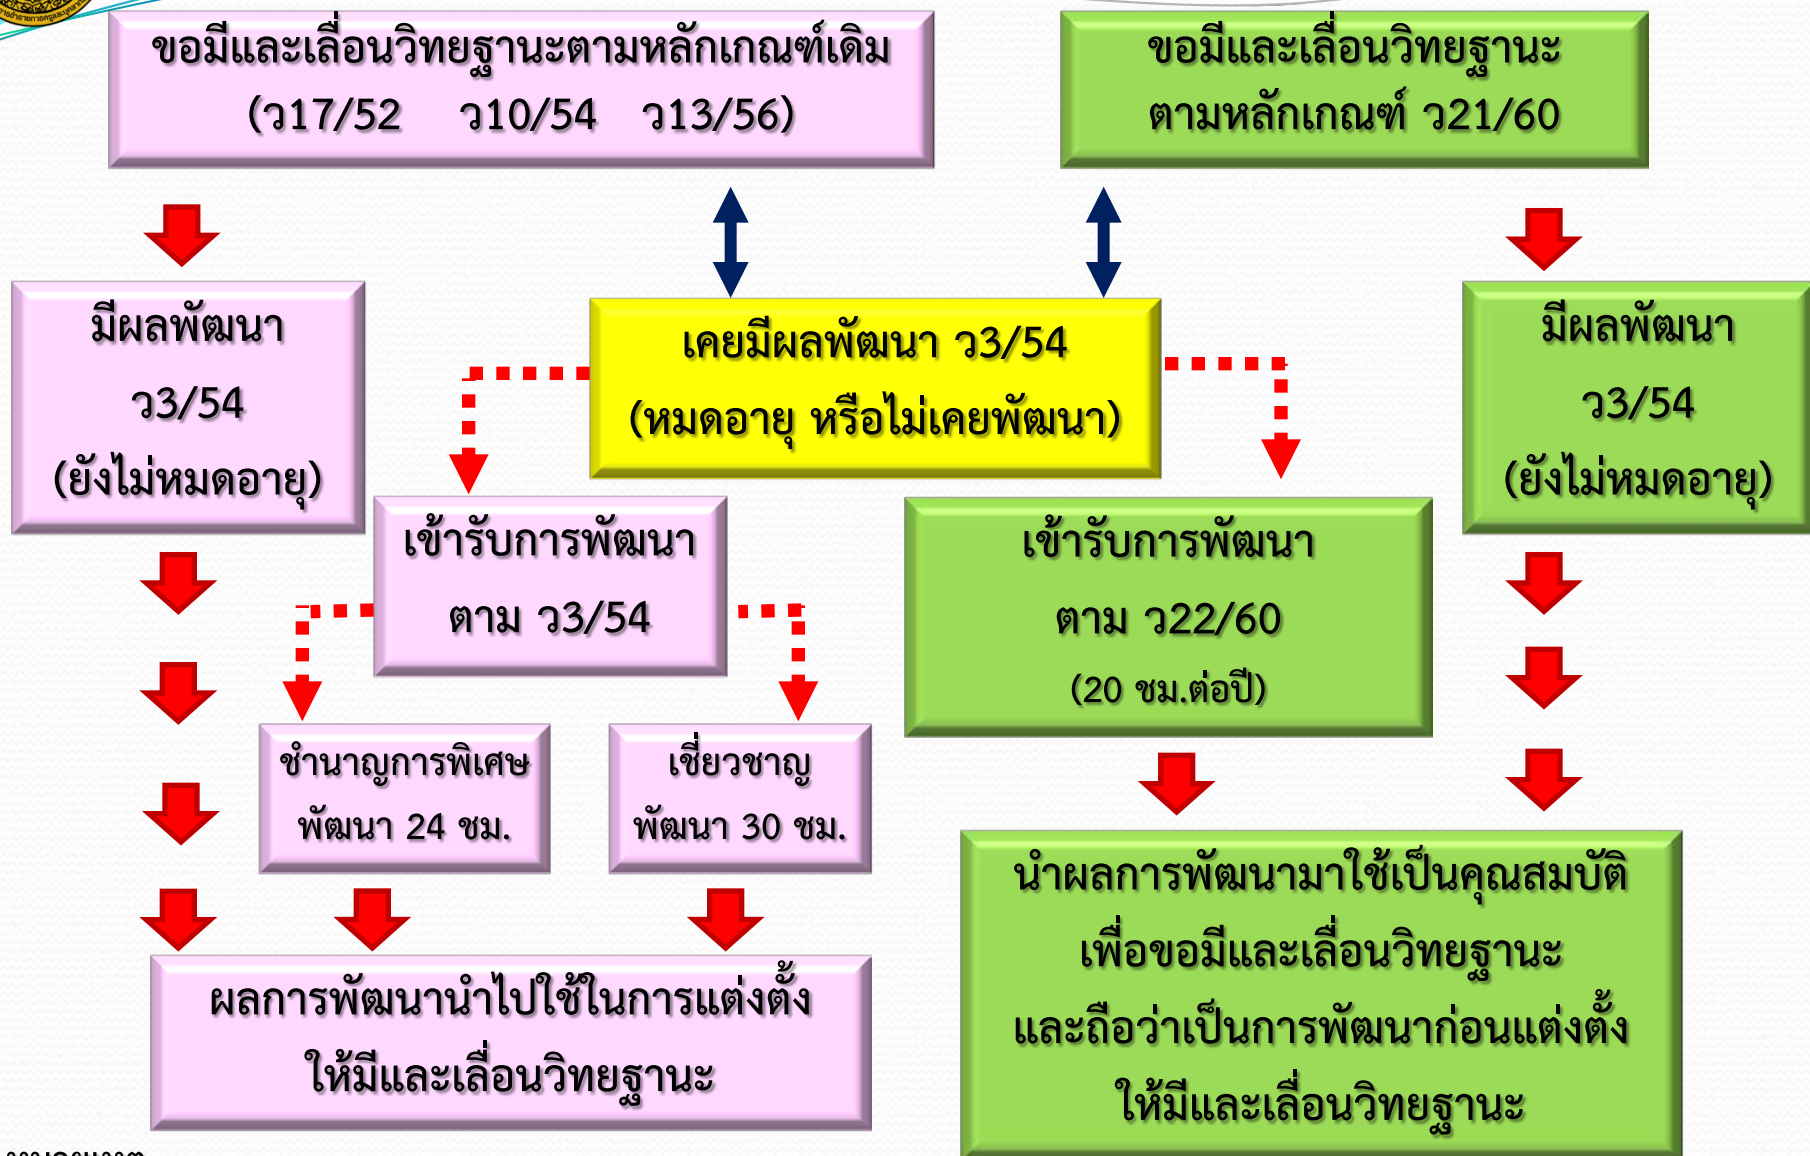 ขอมีและเลื่อนวิทยฐานะตามหลักเกณฑ์เดิม
(ว17/52 ว10/54 ว13/56)
ขอมีและเลื่อนวิทยฐานะ
ตามหลักเกณฑ์ ว21/60
มีผลพัฒนา
ว3/54
(ยังไม่หมดอายุ)
เคยมีผลพัฒนา ว3/54
(หมดอายุ หรือไม่เคยพัฒนา)
มีผลพัฒนา
ว3/54
(ยังไม่หมดอายุ)
เข้ารับการพัฒนา
ตาม ว3/54
เข้ารับการพัฒนา
ตาม ว22/60
(20 ชม.ต่อปี)
ชำนาญการพิเศษ
พัฒนา 24 ชม.
เชี่ยวชาญ
พัฒนา 30 ชม.
ผลการพัฒนานำไปใช้ในการแต่งตั้ง
ให้มีและเลื่อนวิทยฐานะ
นำผลการพัฒนามาใช้เป็นคุณสมบัติ
เพื่อขอมีและเลื่อนวิทยฐานะ
และถือว่าเป็นการพัฒนาก่อนแต่งตั้ง
ให้มีและเลื่อนวิทยฐานะ